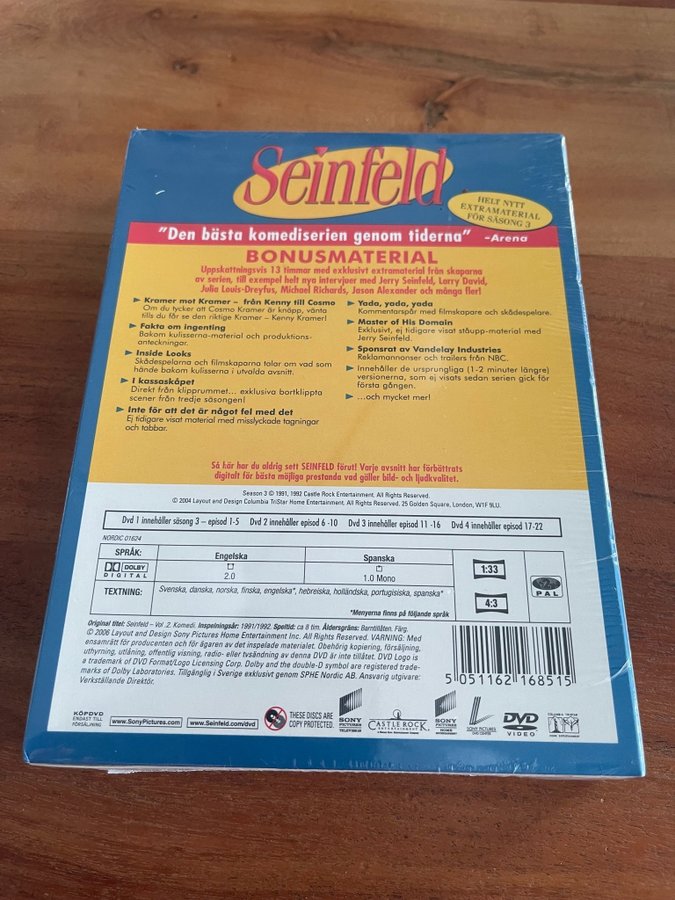 Seinfeld
HELT NYTT
EXTRAMATERIAL
FÖR SÄSONG 3
"Den bästa komediserien genom tiderna" –Arena
BONUSMATERIAL
Uppskattningsvis 13 timmar med exklusivt extramaterial från skaparna
av serien, till exempel helt nya intervjuer med Jerry Seinfeld, Larry David,
Julia Louis-Dreyfus, Michael Richards, Jason Alexander och många fler!
► Kramer mot Kramer – från Kenny till Cosmo
Om du tycker att Cosmo Kramer är knäpp, vänta
tills du får se den riktige Kramer – Kenny Kramer!
► Fakta om ingenting
Bakom kulisserna-material och produktions-
anteckningar.
► Inside Looks
Skådespelarna och filmskaparna talar om vad som
hände bakom kulisserna i utvalda avsnitt.
► I kassaskåpet
Direkt från klipprummet... exklusiva bortklippta
scener från tredje säsongen!
► Inte för att det är något fel med det
Ej tidigare visat material med misslyckade tagningar
och tabbar.
► Yada, yada, yada
Kommentarspår med filmskapare och skådespelare.
► Master of His Domain
Exklusivt, ej tidigare visat ståupp-material med
Jerry Seinfeld.
► Sponsrat av Vandelay Industries
Reklamannonser och trailers från NBC.
► Innehåller de ursprungliga (1-2 minuter längre)
versionerna, som ej visats sedan serien gick för
första gången.
► ...och mycket mer!
Så här har du aldrig sett SEINFELD förut! Varje avsnitt har förbättrats
digitalt för bästa möjliga prestanda vad gäller bild- och ljudkvalitet.
Season 3 © 1991, 1992 Castle Rock Entertainment. All Rights Reserved.
© 2004 Layout and Design Columbia TriStar Home Entertainment. All Rights Reserved. 25 Golden Square, London, W1F 9LU.
Dvd 1 innehåller säsong 3 – episod 1-5 Dvd 2 innehåller episod 6 -10 Dvd 3 innehåller episod 11 -16 Dvd 4 innehåller episod 17-22
NORDIC 01624
SPRÅK: Engelska Spanska
DOLBY DIGITAL 2.0 1.0 Mono
TEXTNING: Svenska, danska, norska, finska, engelska*, hebreiska, holländska, portugisiska, spanska*
*Menyerna finns på följande språk
1:33
4:3
PAL
Original titel: Seinfeld – Vol .2. Komedi. Inspelningsår: 1991/1992. Speltid: ca 8 tim. Åldersgräns: Barntillåten. Färg.
© 2006 Layout and Design Sony Pictures Home Entertainment Inc. All Rights Reserved. VARNING: Med
ensamrätt för producenten och för ägaren av det inspelade materialet. Obehörig kopiering, försäljning,
uthyrning, utlåning, offentlig visning, radio- eller tvsändning av denna DVD är inte tillåtet. DVD Logo is
a trademark of DVD Format/Logo Licensing Corp. Dolby and the double-D symbol are registered trade-
marks of Dolby Laboratories. Tillgänglig i Sverige exklusivt genom SPHE Nordic AB. Ansvarig utgivare:
Verkställande Direktör.
5 051162 168515
KÖPDVD
ENDAST TILL
FÖRSÄLJNING
www.SonyPictures.com
www.Seinfeld.com/dvd
THESE DISCS ARE
COPY PROTECTED.
SONY
PICTURES
TELEVISION
CASTLE ROCK
Entertainment
SONY
PICTURES
HOME
ENTERTAINMENT
SONY PICTURES
DVD CENTER
DVD
VIDEO